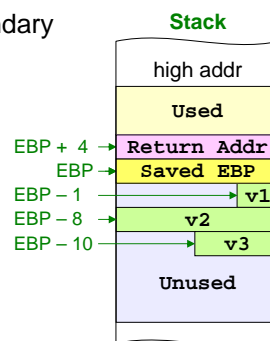 ndary
Stack
high addr
Used
EBP + 4 Return Addr
EBP Saved EBP
EBP – 1 v1
EBP – 8 v2
EBP – 10 v3
Unused